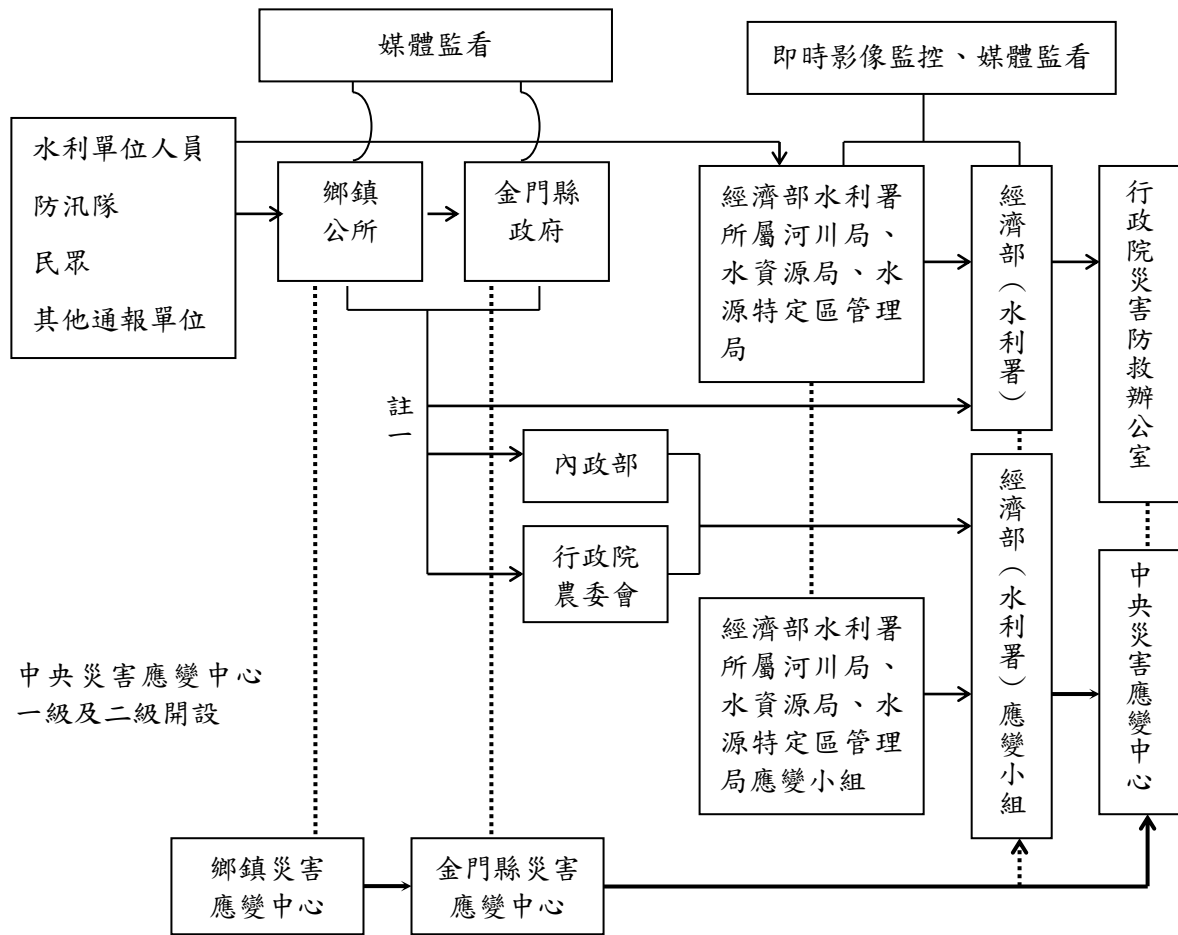 媒體監看
即時影像監控、媒體監看
水利單位人員
防汛隊
民眾
其他通報單位
鄉鎮
公所
金門縣
政府
經濟部水利署
所屬河川局、
水資源局、水
源特定區管理
局
經濟部（水利署）
行政院災害防救辦公室
註一
內政部
行政院
農委會
經濟部水利署
所屬河川局、
水資源局、水
源特定區管理
局應變小組
經濟部（水利署）應變小組
中央災害應變中心
中央災害應變中心
一級及二級開設
鄉鎮災害
應變中心
金門縣災害
應變中心